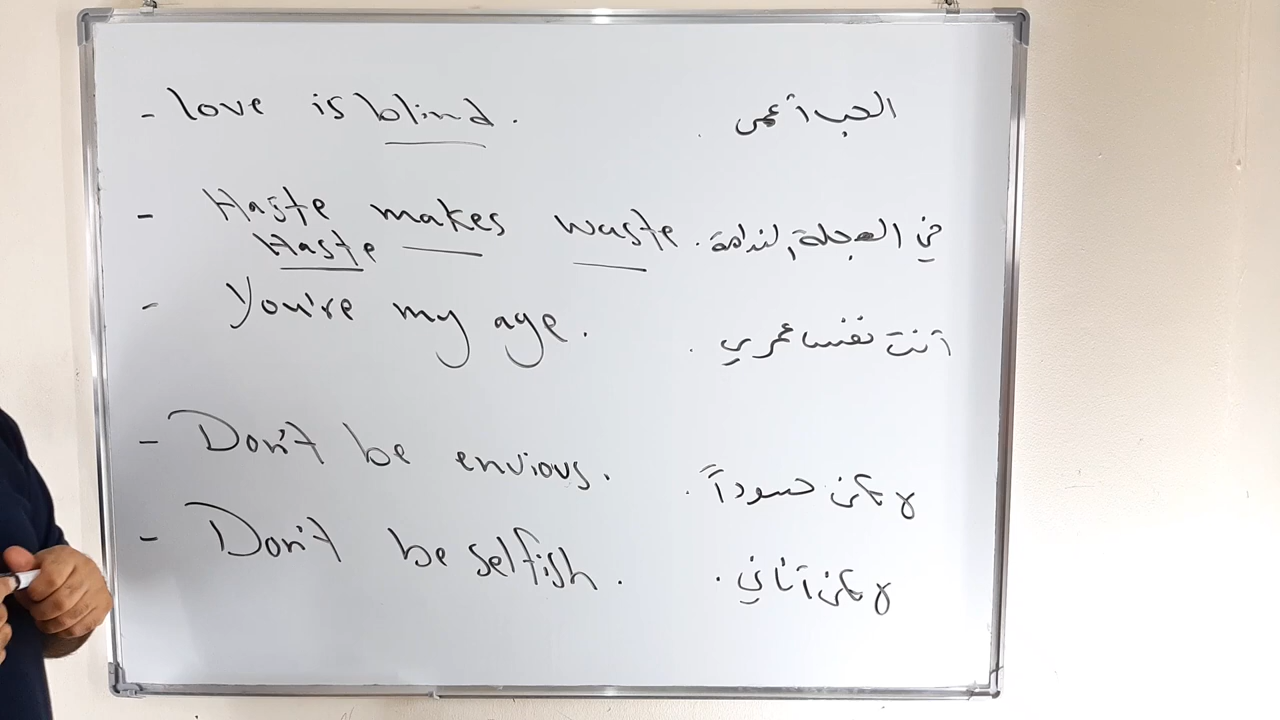 - love is blind. الحب أعمى.
- Haste makes waste. في العجلة الندامة.
Haste
- You're my age. أنت نفس عمري.
- Don't be envious. لا تكن حسوداً.
- Don't be selfish. لا تكن أناني.